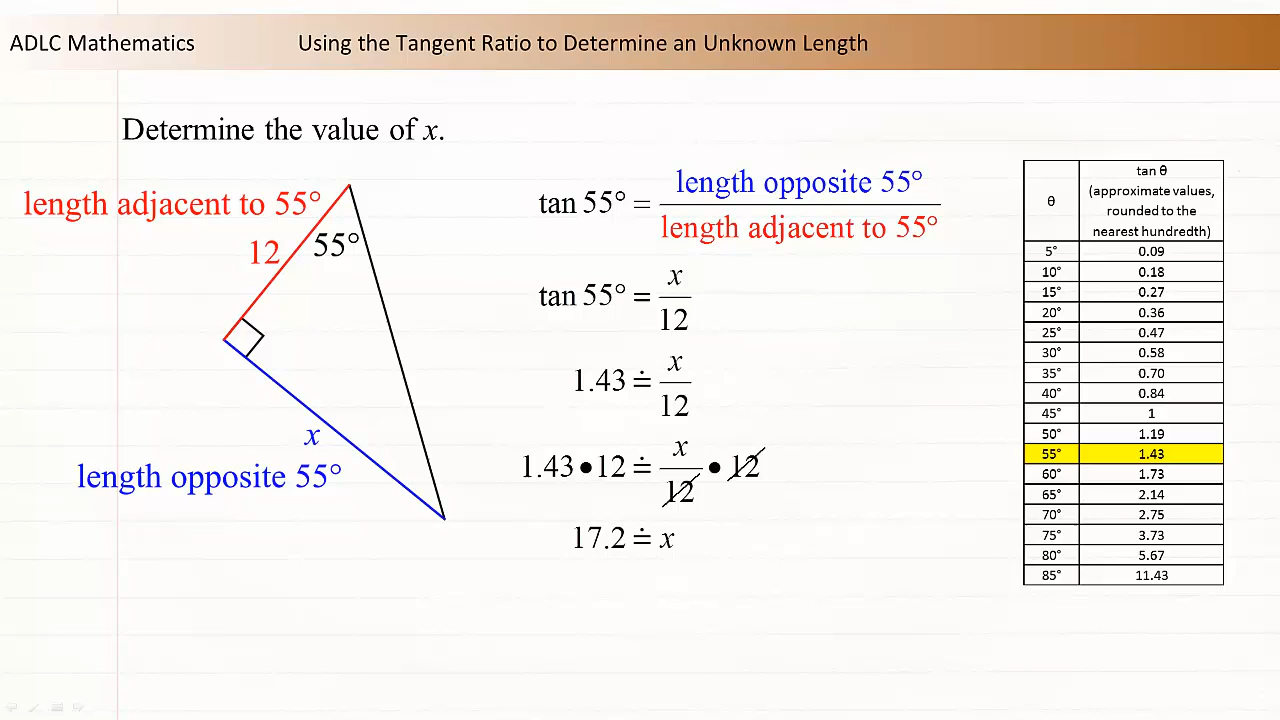 ADLC Mathematics
Using the Tangent Ratio to Determine an Unknown Length
Determine the value of x.
length adjacent to 55°
12
55°
x
length opposite 55°
tan 55° = length opposite 55° / length adjacent to 55°
tan 55° = x / 12
1.43 ≐ x / 12
1.43 • 12 ≐ x / 12 • 12
17.2 ≐ x
θ tan θ
(approximate values,
rounded to the
nearest hundredth)
5° 0.09
10° 0.18
15° 0.27
20° 0.36
25° 0.47
30° 0.58
35° 0.70
40° 0.84
45° 1
50° 1.19
55° 1.43
60° 1.73
65° 2.14
70° 2.75
75° 3.73
80° 5.67
85° 11.43